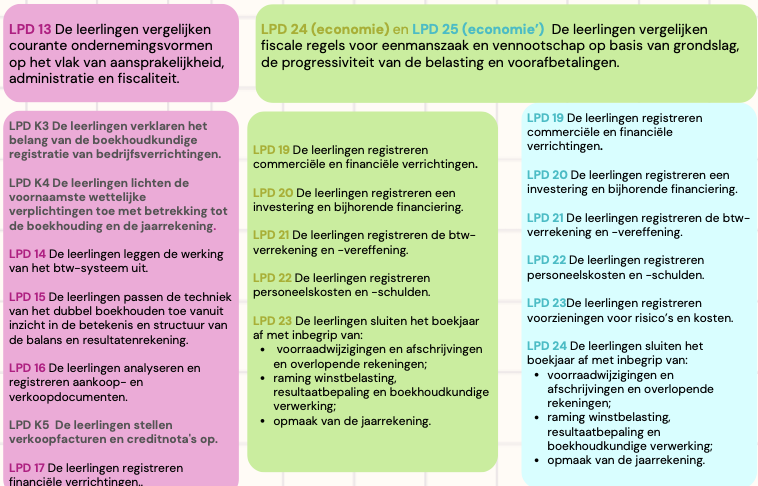 LPD 13 De leerlingen vergelijken
courante ondernemingsvormen
op het vlak van aansprakelijkheid,
administratie en fiscaliteit.
LPD 24 (economie) en LPD 25 (economie’) De leerlingen vergelijken
fiscale regels voor eenmanszaak en vennootschap op basis van grondslag,
de progressiviteit van de belasting en voorafbetalingen.
LPD K3 De leerlingen verklaren het
belang van de boekhoudkundige
registratie van bedrijfsverrichtingen.
LPD K4 De leerlingen lichten de
voornaamste wettelijke
verplichtingen toe met betrekking tot
de boekhouding en de jaarrekening.
LPD 14 De leerlingen leggen de werking
van het btw-systeem uit.
LPD 15 De leerlingen passen de techniek
van het dubbel boekhouden toe vanuit
inzicht in de betekenis en structuur van
de balans en resultatenrekening.
LPD 16 De leerlingen analyseren en
registreren aankoop- en
verkoopdocumenten.
LPD K5 De leerlingen stellen
verkoopfacturen en creditnota's op.
LPD 17 De leerlingen registreren
financiële verrichtingen..
LPD 19 De leerlingen registreren
commerciële en financiële verrichtingen.
LPD 20 De leerlingen registreren een
investering en bijhorende financiering.
LPD 21 De leerlingen registreren de btw-
verrekening en -vereffening.
LPD 22 De leerlingen registreren
personeelskosten en -schulden.
LPD 23 De leerlingen sluiten het boekjaar
af met inbegrip van:
• voorraadwijzigingen en afschrijvingen
en overlopende rekeningen;
• raming winstbelasting,
resultaatbepaling en boekhoudkundige
verwerking;
• opmaak van de jaarrekening.
LPD 19 De leerlingen registreren
commerciële en financiële
verrichtingen.
LPD 20 De leerlingen registreren een
investering en bijhorende financiering.
LPD 21 De leerlingen registreren de btw-
verrekening en -vereffening.
LPD 22 De leerlingen registreren
personeelskosten en -schulden.
LPD 23De leerlingen registreren
voorzieningen voor risico’s en kosten.
LPD 24 De leerlingen sluiten het
boekjaar af met inbegrip van:
• voorraadwijzigingen en
afschrijvingen en overlopende
rekeningen;
• raming winstbelasting,
resultaatbepaling en
boekhoudkundige verwerking;
• opmaak van de jaarrekening.